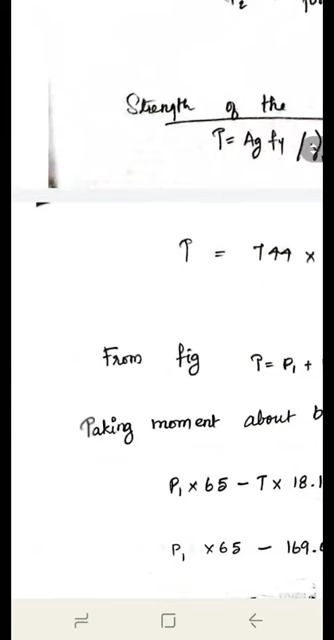 Strength of the
T = Ag fy /
T = 744 ×
From fig T = P₁ +
Taking moment about b
P₁ × 65 - T × 18.1
P₁ × 65 - 169.